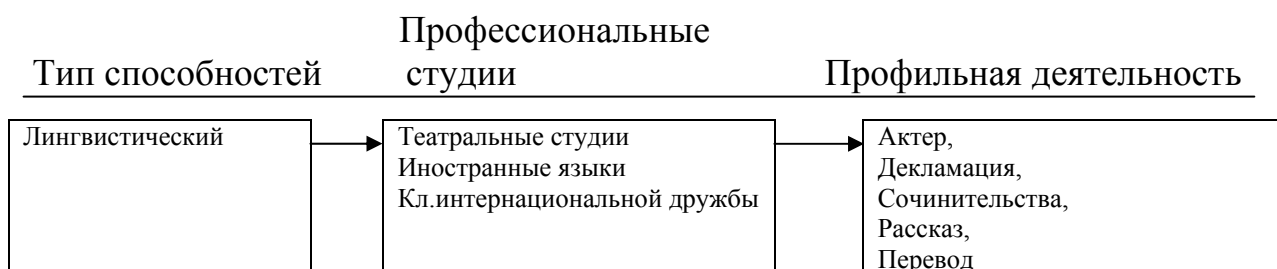 Тип способностей
Профессиональные
студии
Профильная деятельность
Лингвистический
Театральные студии
Иностранные языки
Кл.интернациональной дружбы
Актер,
Декламация,
Сочинительства,
Рассказ,
Перевод